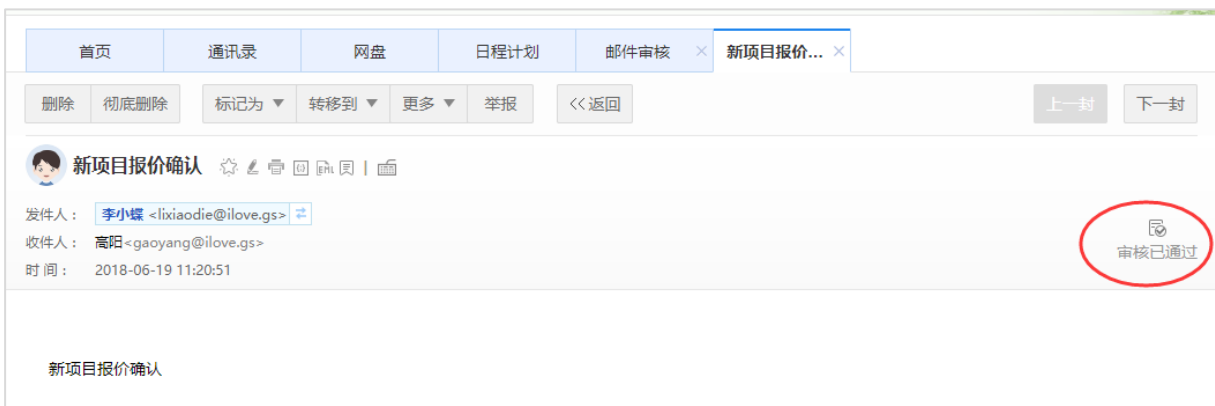 首页 通讯录 网盘 日程计划 邮件审核 × 新项目报价... ×
删除 彻底删除 标记为 转移到 更多 举报 <<返回 上一封 下一封
新项目报价确认 EML
发件人： 李小蝶 <lixiaodie@ilove.gs>
收件人： 高阳<gaoyang@ilove.gs>
审核已通过
时 间： 2018-06-19 11:20:51
新项目报价确认